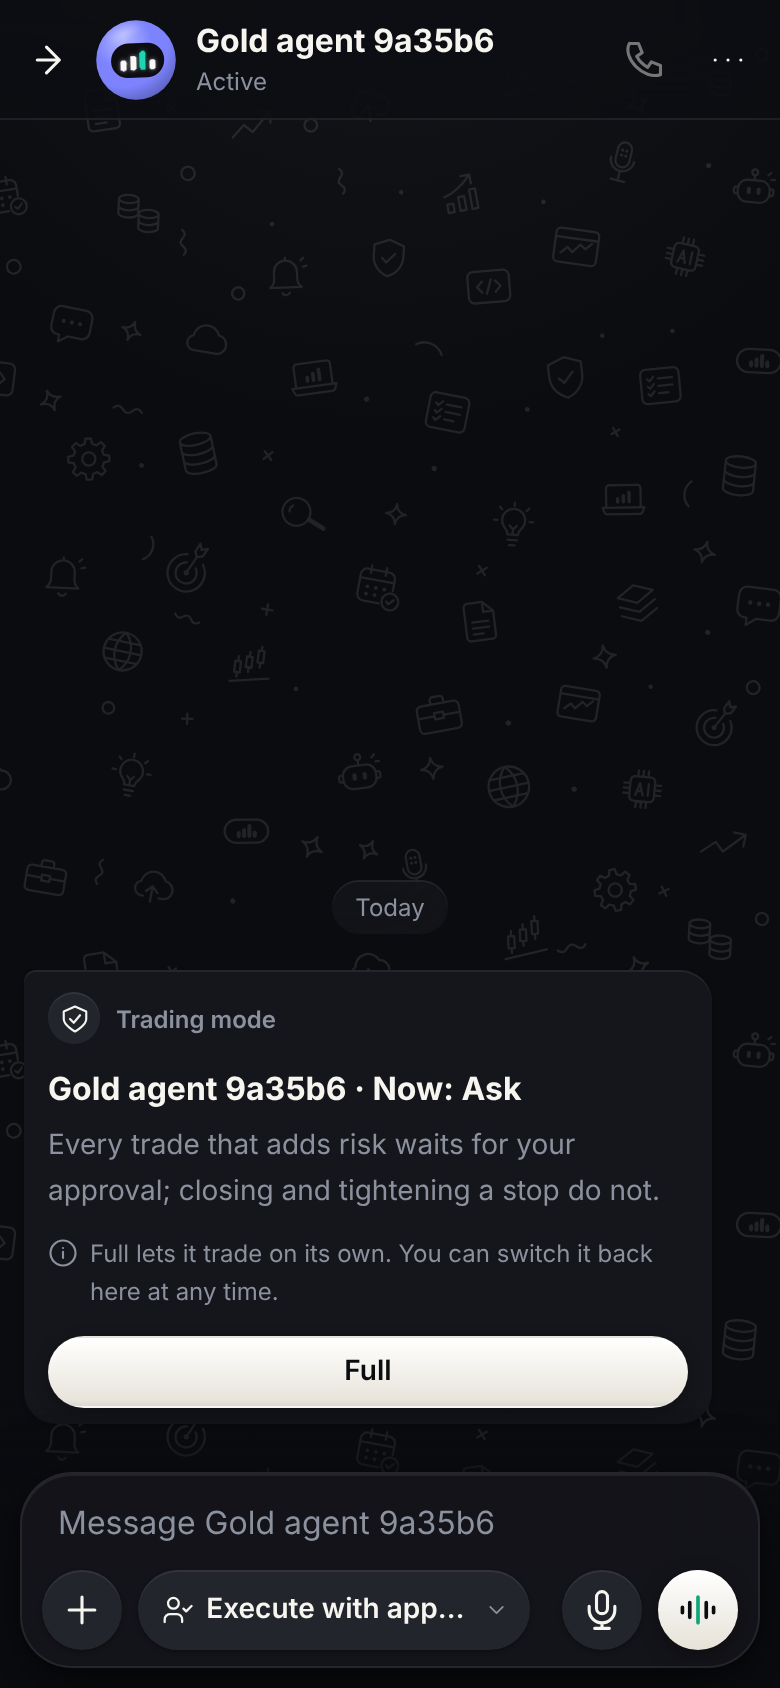 Gold agent 9a35b6
Active
Today
Trading mode
Gold agent 9a35b6 · Now: Ask
Every trade that adds risk waits for your
approval; closing and tightening a stop do not.
Full lets it trade on its own. You can switch it back
here at any time.
Full
Message Gold agent 9a35b6
Execute with app...